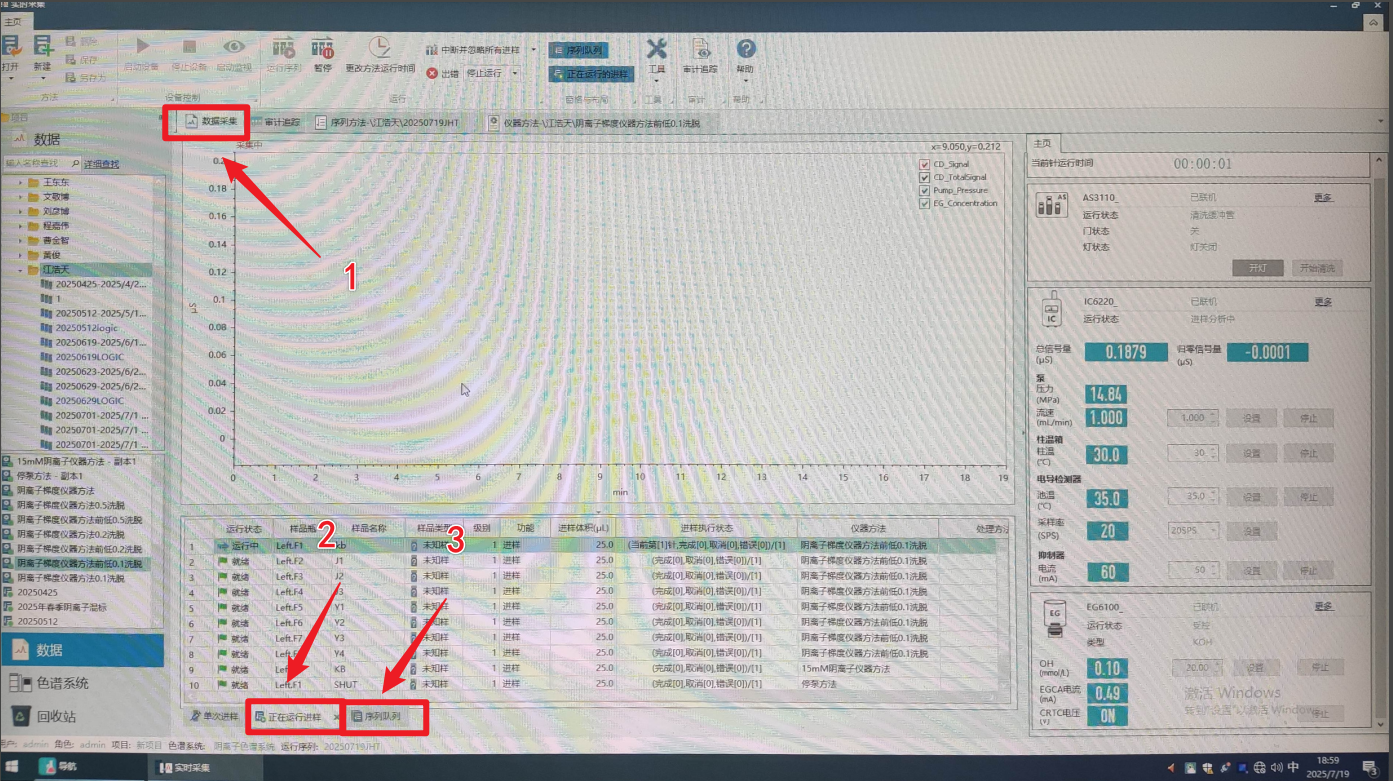 实时采集
主页
打开
新建
删除
保存
另存为
方法
启动设备
停止设备
启动监视
设备控制
运行序列
暂停
更改方法运行时间
中断并忽略所有进样
出错
停止运行
运行
序列队列
正在运行的进样
窗格与布局
工具
工具
审计追踪
审计
帮助
帮助
项目
数据采集
审计追踪
序列方法-\江浩天\20250719JHT
仪器方法-\江浩天\阴离子梯度仪器方法前低0.1洗脱
数据
输入名称查找
详细查找
王东东
文敬博
刘彦博
程嘉伟
曹金智
黄俊
江浩天
20250425-2025/4/2...
1
20250512-2025/5/1...
20250512logic
20250619-2025/6/1...
20250619LOGIC
20250623-2025/6/2...
20250629-2025/6/2...
20250629LOGIC
20250701-2025/7/1 ...
20250701-2025/7/1 ...
20250701-2025/7/1 ...
15mM阴离子仪器方法 - 副本1
停泵方法 - 副本1
阴离子梯度仪器方法
阴离子梯度仪器方法0.5洗脱
阴离子梯度仪器方法前低0.5洗脱
阴离子梯度仪器方法0.2洗脱
阴离子梯度仪器方法前低0.2洗脱
阴离子梯度仪器方法前低0.1洗脱
阴离子梯度仪器方法0.1洗脱
20250425
2025年春季阴离子混标
20250512
数据
色谱系统
回收站
采集中
x=9.050,y=0.212
CD_Signal
CD_TotalSignal
Pump_Pressure
EG_Concentration
0.2
0.18
0.16
0.14
0.12
0.1
0.08
0.06
0.04
0.02
0
μS
0 1 2 3 4 5 6 7 8 9 10 11 12 13 14 15 16 17 18 19
min
1
2
3
运行状态 样品瓶 样品名称 样品类型 级别 功能 进样体积(μL) 进样执行状态 仪器方法 处理方法
1 运行中 Left.F1 kb 未知样 1 进样 25.0 (当前第[1]针,完成[0],取消[0],错误[0])/[1] 阴离子梯度仪器方法前低0.1洗脱
2 就绪 Left.F2 J1 未知样 1 进样 25.0 (完成[0],取消[0],错误[0])/[1] 阴离子梯度仪器方法前低0.1洗脱
3 就绪 Left.F3 J2 未知样 1 进样 25.0 (完成[0],取消[0],错误[0])/[1] 阴离子梯度仪器方法前低0.1洗脱
4 就绪 Left.F4 J3 未知样 1 进样 25.0 (完成[0],取消[0],错误[0])/[1] 阴离子梯度仪器方法前低0.1洗脱
5 就绪 Left.F5 Y1 未知样 1 进样 25.0 (完成[0],取消[0],错误[0])/[1] 阴离子梯度仪器方法前低0.1洗脱
6 就绪 Left.F6 Y2 未知样 1 进样 25.0 (完成[0],取消[0],错误[0])/[1] 阴离子梯度仪器方法前低0.1洗脱
7 就绪 Left.F7 Y3 未知样 1 进样 25.0 (完成[0],取消[0],错误[0])/[1] 阴离子梯度仪器方法前低0.1洗脱
8 就绪 Left.F Y4 未知样 1 进样 25.0 (完成[0],取消[0],错误[0])/[1] 阴离子梯度仪器方法前低0.1洗脱
9 就绪 Left. KB 未知样 1 进样 25.0 (完成[0],取消[0],错误[0])/[1] 15mM阴离子仪器方法
10 就绪 Left.F1 SHUT 未知样 1 进样 25.0 (完成[0],取消[0],错误[0])/[1] 停泵方法
单次进样
正在运行进样
序列队列
主页
当前针运行时间 00:00:01
AS
AS3110_ 已联机 更多
运行状态 清洗缓冲管
门状态 关
灯状态 灯关闭
开灯 开始清洗
IC
IC6220_ 已联机 更多
运行状态 进样分析中
总信号量 (μS) 0.1879 归零信号量 (μS) -0.0001
泵
压力 (MPa) 14.84
流速 (mL/min) 1.000 1.000 设置 停止
柱温箱
柱温 (℃) 30.0 30 设置 停止
电导检测器
池温 (℃) 35.0 35.0 设置 停止
采样率 (SPS) 20 20SPS 设置
抑制器
电流 (mA) 60 50 设置 停止
EG
EG6100_ 已联机 更多
运行状态 受控
类型 KOH
OH (mmol/L) 0.10 20.00 设置 停止
EGCA电流 (mA) 0.49
CRTC电压 (V) ON 停止
激活 Windows
转到"设置"以激活 Windows。
用户: admin 角色: admin 项目: 新项目 色谱系统: 阴离子色谱系统 运行序列: 20250719JHT
导航
实时采集
中
18:59
2025/7/19
3